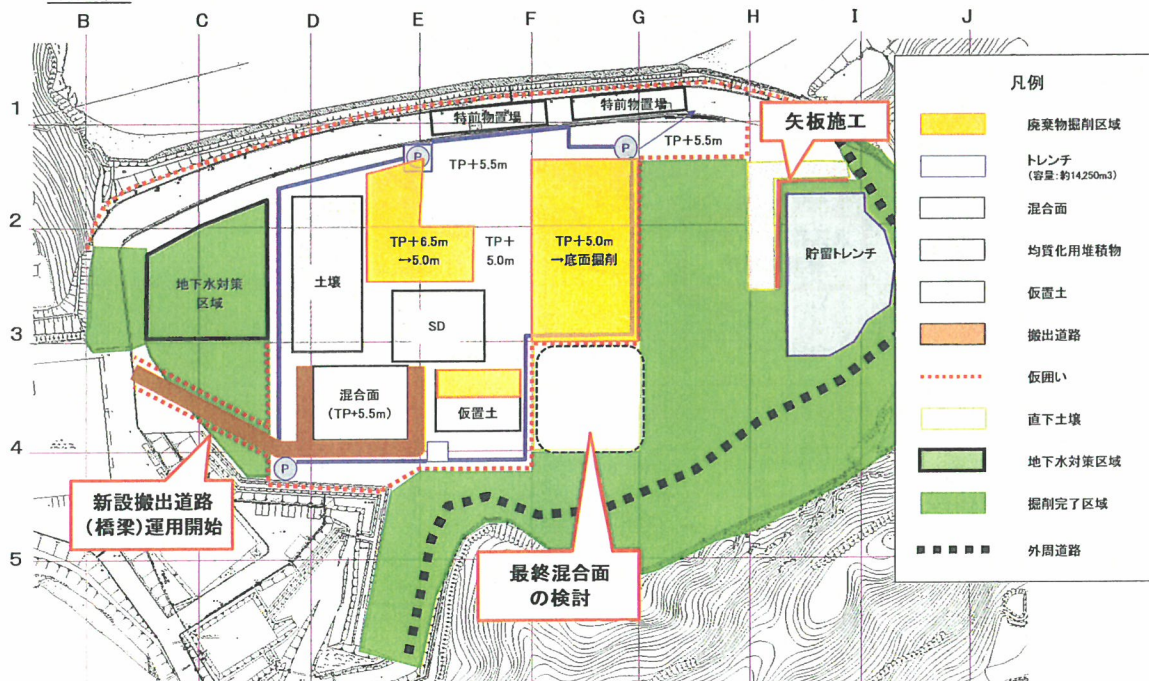 B C D E F G H I J
凡例
1
特前物置場
特前物置場
矢板施工
廃棄物掘削区域
P
P
TP+5.5m
TP+5.5m
トレンチ
(容量:約14,250m3)
混合面
2
TP+6.5m
→5.0m
TP+
5.0m
TP+5.0m
→底面掘削
貯留トレンチ
均質化用堆積物
地下水対策
区域
土壌
仮置土
3
SD
搬出道路
混合面
(TP+5.5m)
仮置土
仮囲い
直下土壌
4
P
地下水対策区域
新設搬出道路
(橋梁)運用開始
掘削完了区域
5
最終混合面
の検討
外周道路